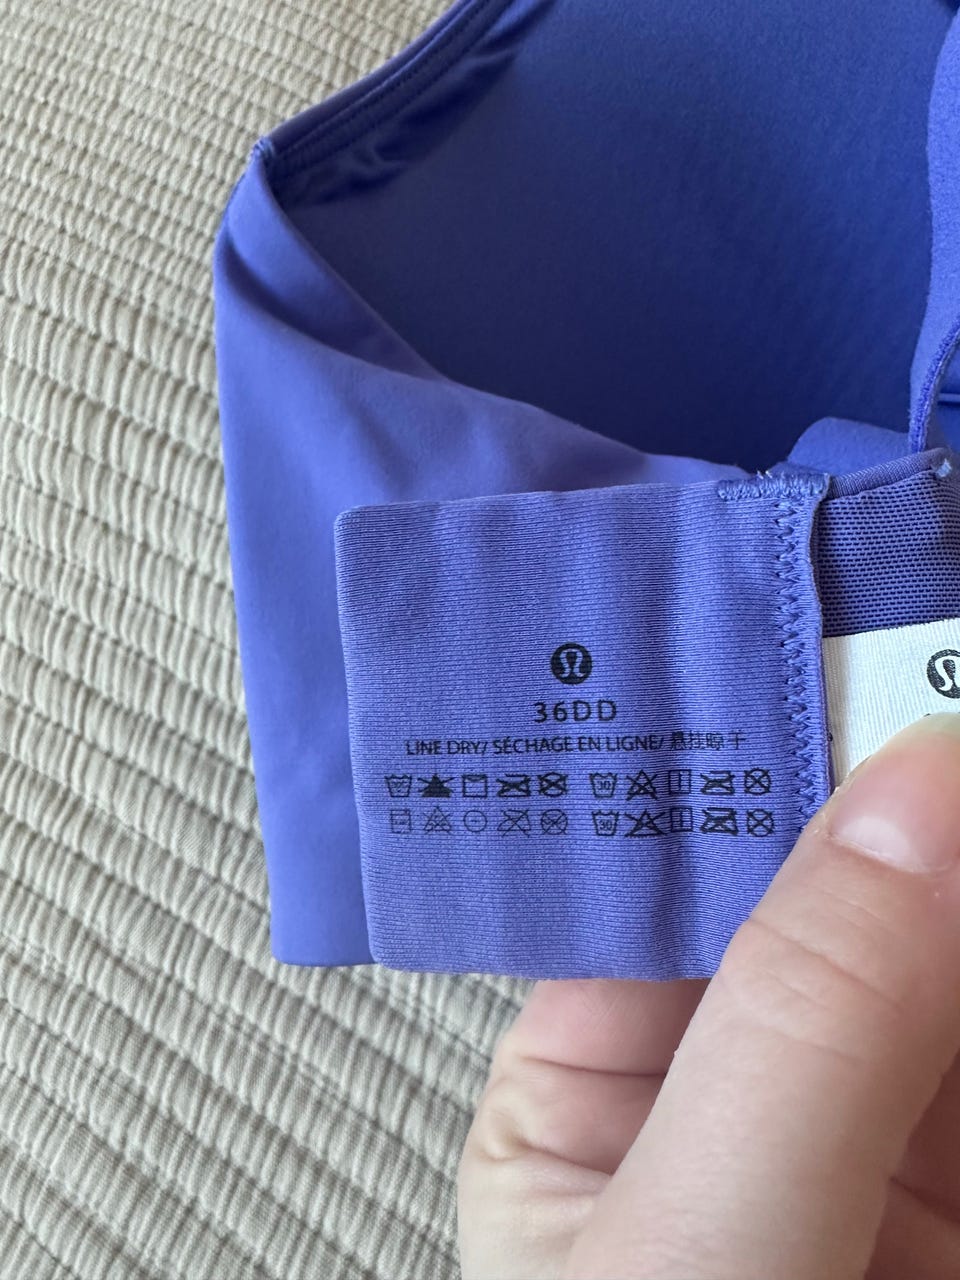 36DD
LINE DRY/ SÉCHAGE EN LIGNE/ 悬挂晾干